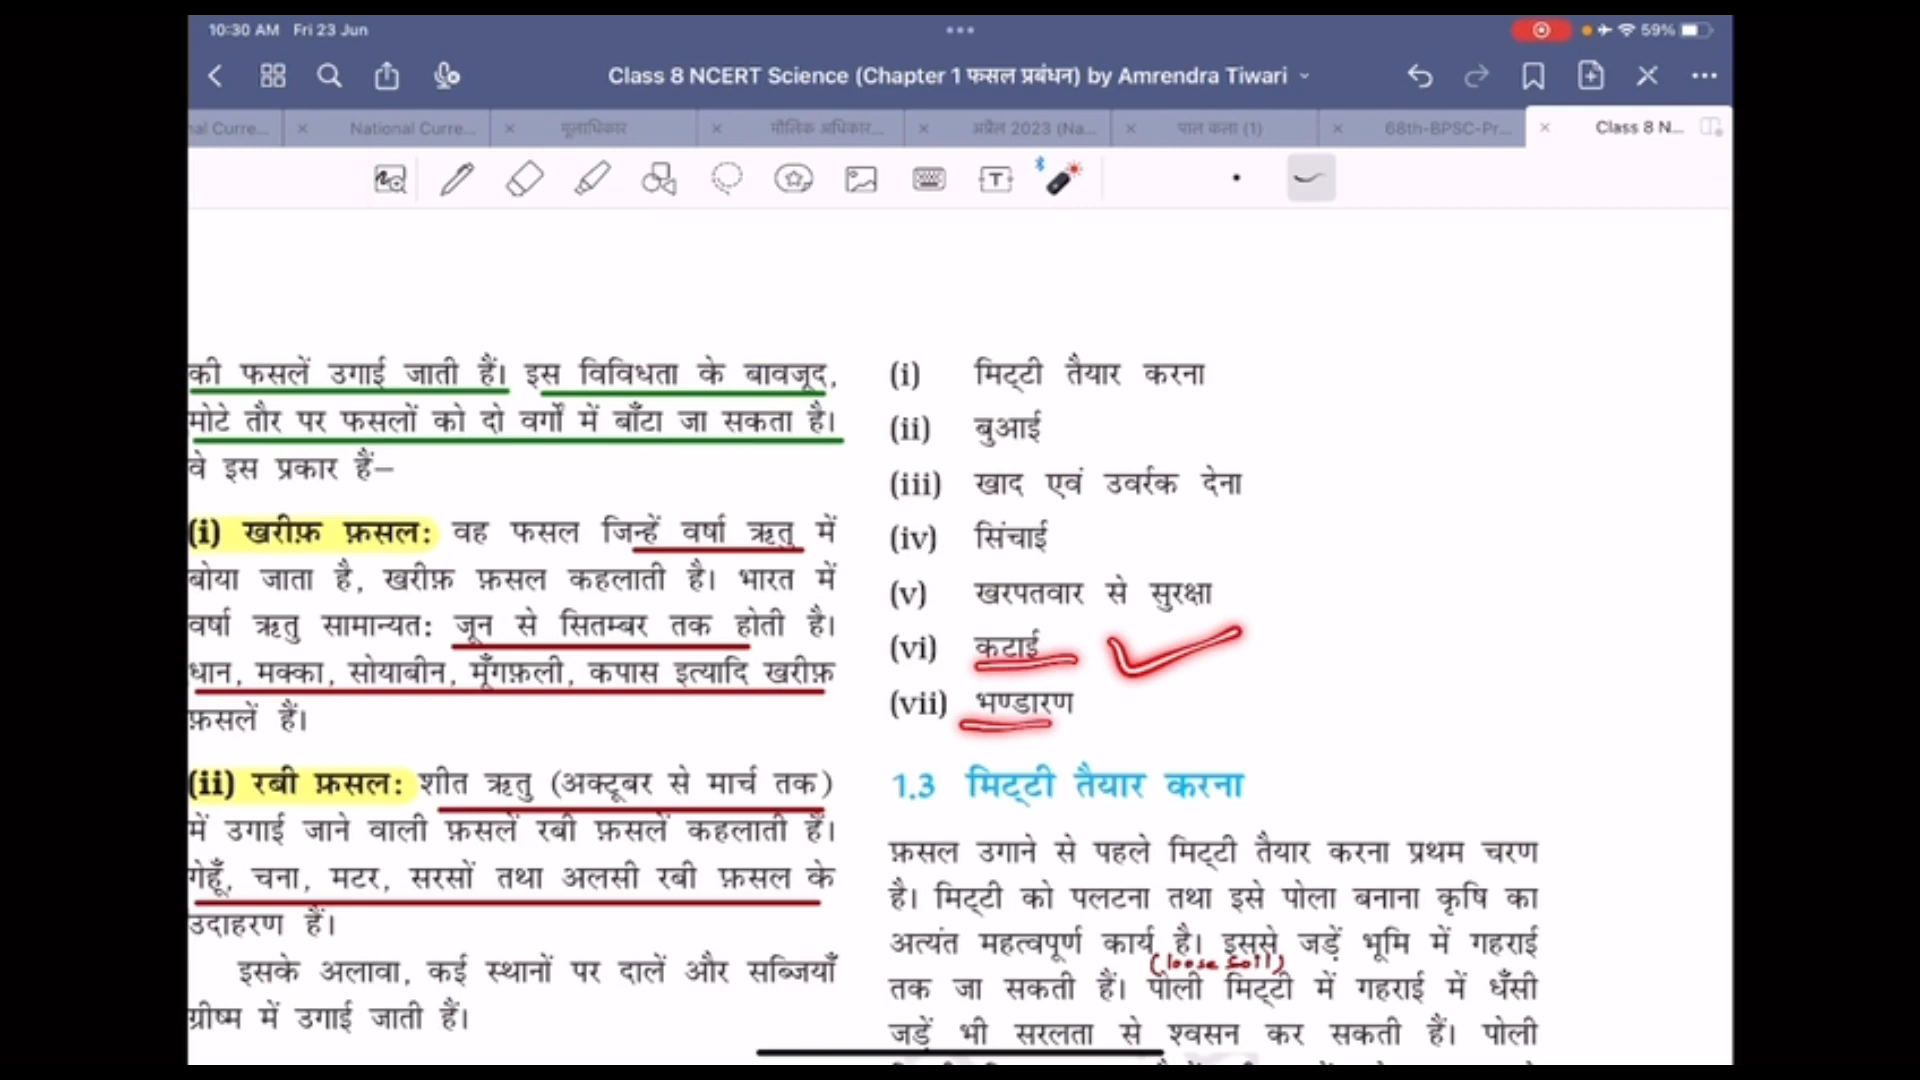 10:30 AM Fri 23 Jun
59%
Class 8 NCERT Science (Chapter 1 फसल प्रबंधन) by Amrendra Tiwari
nal Curre...
National Curre...
मूलाधिकार
मौलिक अधिकार...
अप्रैल 2023 (Na...
पाल कला (1)
68th-BPSC-Pr...
Class 8 N...
की फसलें उगाई जाती हैं। इस विविधता के बावजूद,
मोटे तौर पर फसलों को दो वर्गों में बाँटा जा सकता है।
वे इस प्रकार हैं–
(i) खरीफ़ फ़सल: वह फसल जिन्हें वर्षा ऋतु में
बोया जाता है, खरीफ़ फ़सल कहलाती है। भारत में
वर्षा ऋतु सामान्यत: जून से सितम्बर तक होती है।
धान, मक्का, सोयाबीन, मूँगफ़ली, कपास इत्यादि खरीफ़
फ़सलें हैं।
(ii) रबी फ़सल: शीत ऋतु (अक्टूबर से मार्च तक)
में उगाई जाने वाली फ़सलें रबी फ़सलें कहलाती हैं।
गेहूँ, चना, मटर, सरसों तथा अलसी रबी फ़सल के
उदाहरण हैं।
इसके अलावा, कई स्थानों पर दालें और सब्जियाँ
ग्रीष्म में उगाई जाती हैं।
(i) मिट्टी तैयार करना
(ii) बुआई
(iii) खाद एवं उवर्रक देना
(iv) सिंचाई
(v) खरपतवार से सुरक्षा
(vi) कटाई
(vii) भण्डारण
1.3 मिट्टी तैयार करना
फ़सल उगाने से पहले मिट्टी तैयार करना प्रथम चरण
है। मिट्टी को पलटना तथा इसे पोला बनाना कृषि का
अत्यंत महत्वपूर्ण कार्य है। इससे जड़ें भूमि में गहराई
(loose soil)
तक जा सकती हैं। पोली मिट्टी में गहराई में धँसी
जड़ें भी सरलता से श्वसन कर सकती हैं। पोली